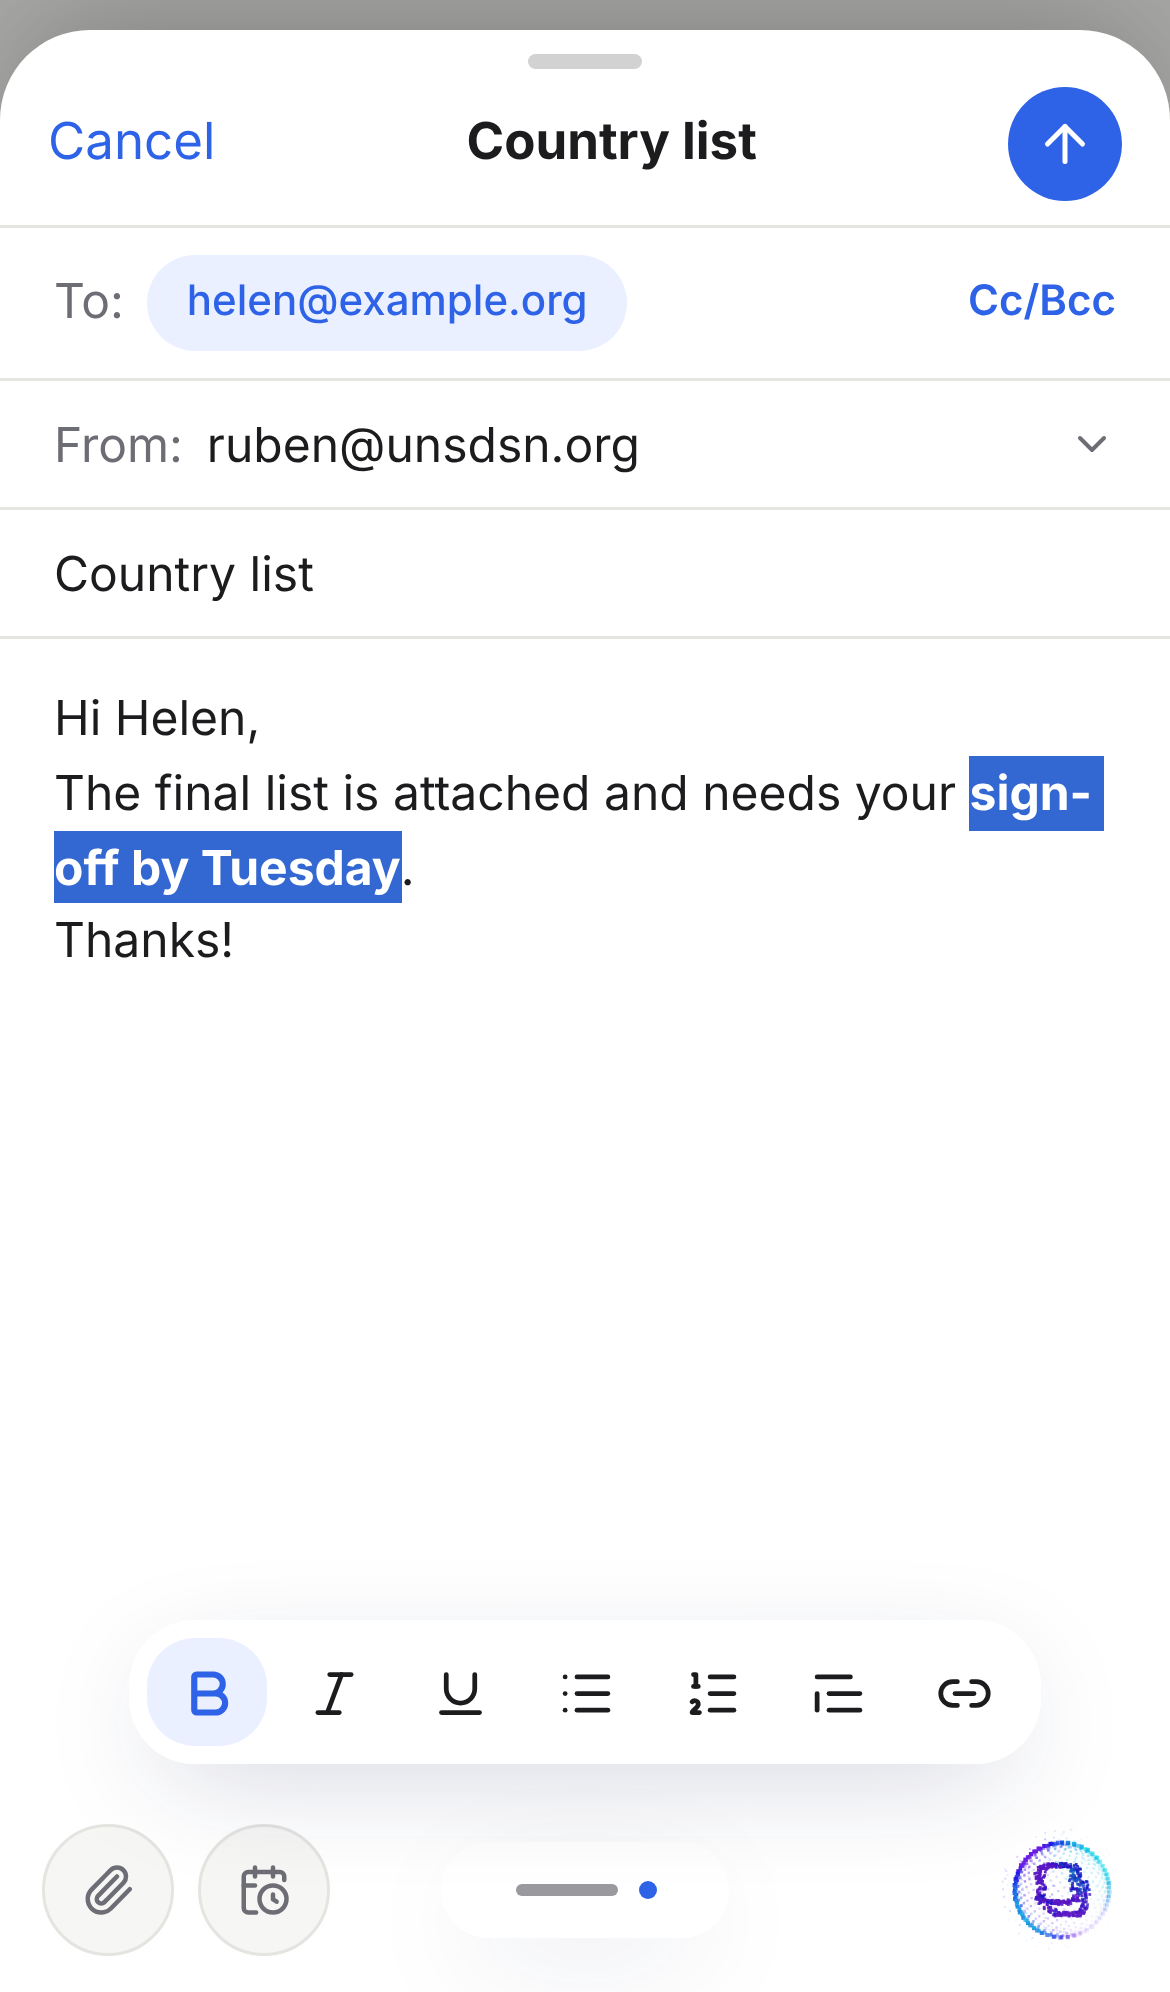 Cancel
Country list
To: helen@example.org
Cc/Bcc
From: ruben@unsdsn.org
Country list
Hi Helen,
The final list is attached and needs your sign-
off by Tuesday.
Thanks!